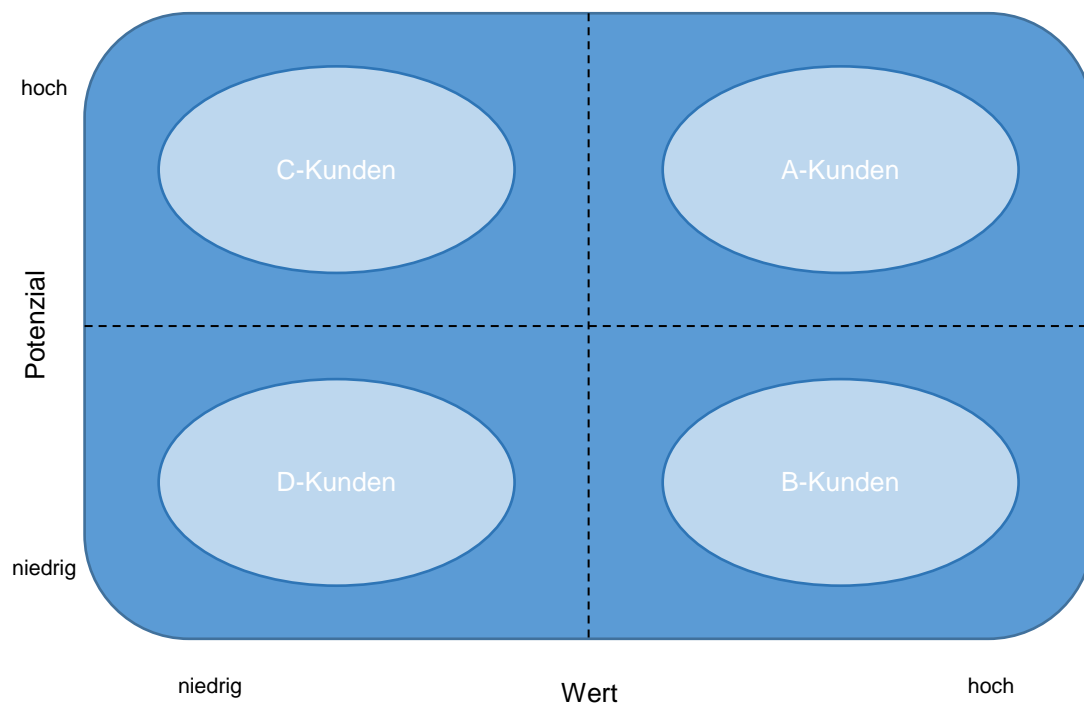 hoch
C-Kunden
A-Kunden
Potenzial
D-Kunden
B-Kunden
niedrig
niedrig
Wert
hoch